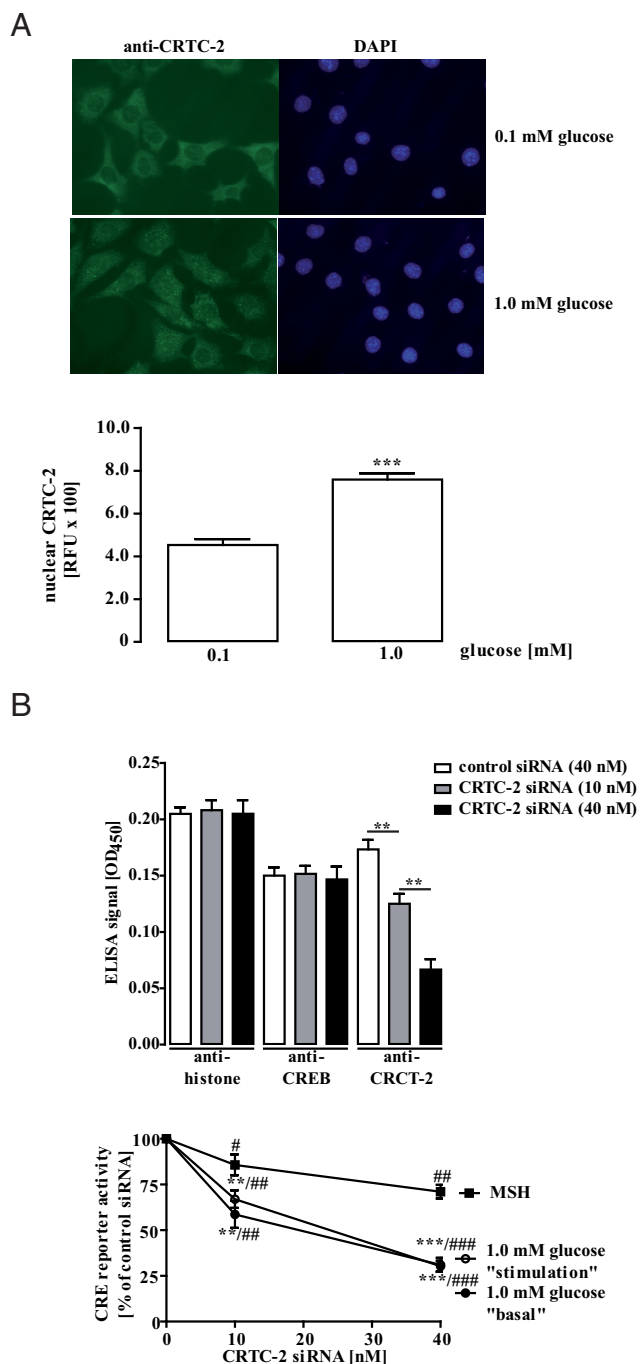 A
anti-CRTC-2 DAPI
0.1 mM glucose
1.0 mM glucose
nuclear CRTC-2
[RFU x 100]
10.0
8.0
6.0
4.0
2.0
0
***
0.1 1.0 glucose [mM]
B
ELISA signal [OD450]
0.25
0.20
0.15
0.10
0.05
0.00
control siRNA (40 nM)
CRTC-2 siRNA (10 nM)
CRTC-2 siRNA (40 nM)
**
**
anti-
histone
anti-
CREB
anti-
CRCT-2
CRE reporter activity
[% of control siRNA]
100
75
50
25
0
#
**/##
**/##
##
***/###
***/###
MSH
1.0 mM glucose
"stimulation"
1.0 mM glucose
"basal"
0 10 20 30 40
CRTC-2 siRNA [nM]